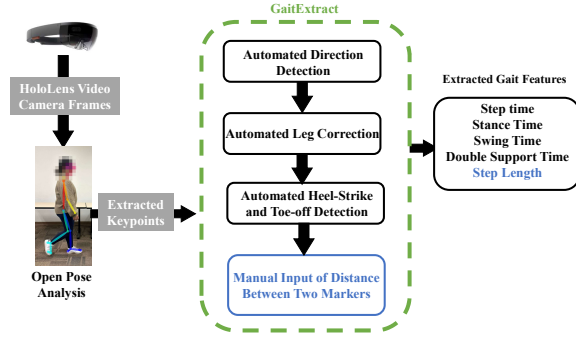 GaitExtract
HoloLens Video
Camera Frames
Open Pose
Analysis
Extracted
Keypoints
Automated Direction
Detection
Automated Leg Correction
Automated Heel-Strike
and Toe-off Detection
Manual Input of Distance
Between Two Markers
Extracted Gait Features
Step time
Stance Time
Swing Time
Double Support Time
Step Length